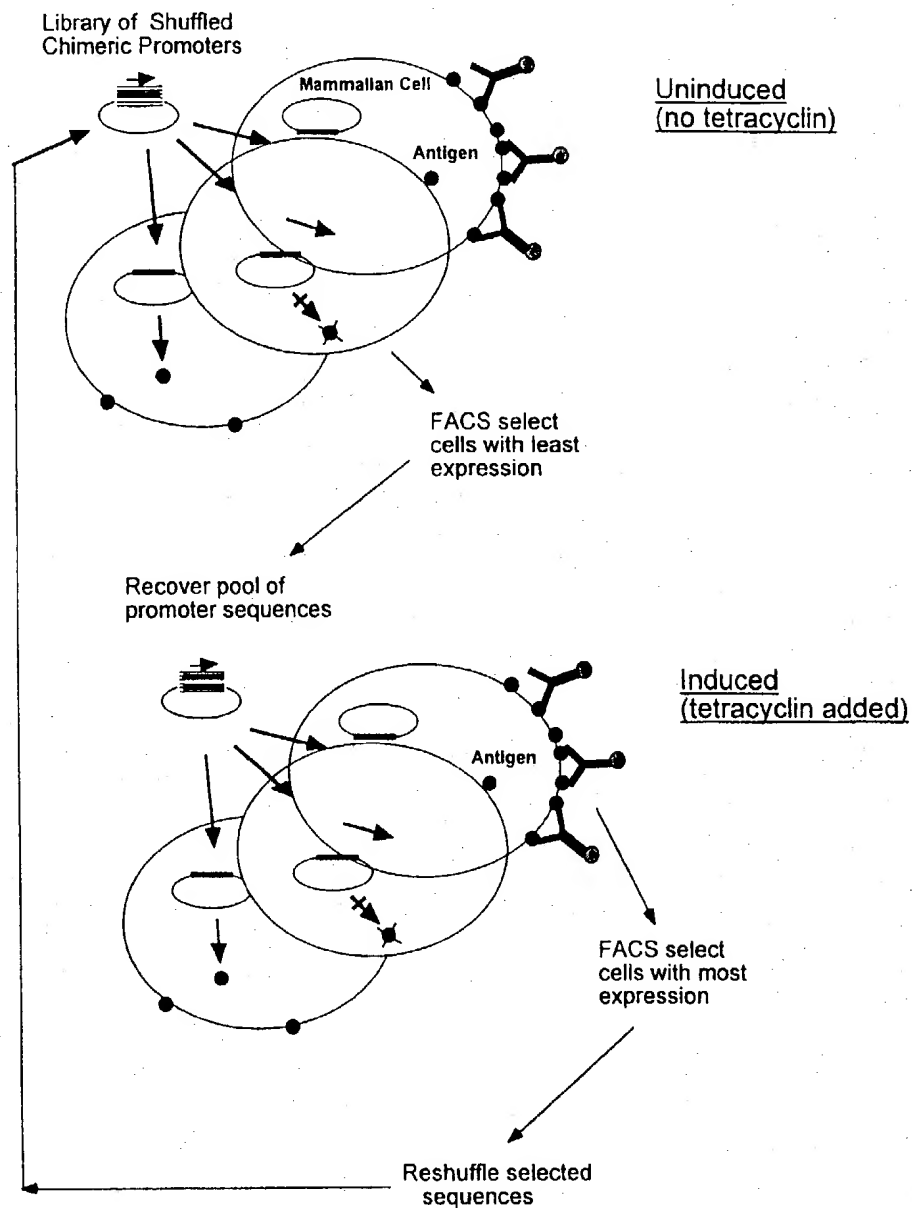 Library of Shuffled
Chimeric Promoters
Mammalian Cell
Uninduced
(no tetracyclin)
Antigen
FACS select
cells with least
expression
Recover pool of
promoter sequences
Induced
(tetracyclin added)
Antigen
FACS select
cells with most
expression
Reshuffle selected
sequences